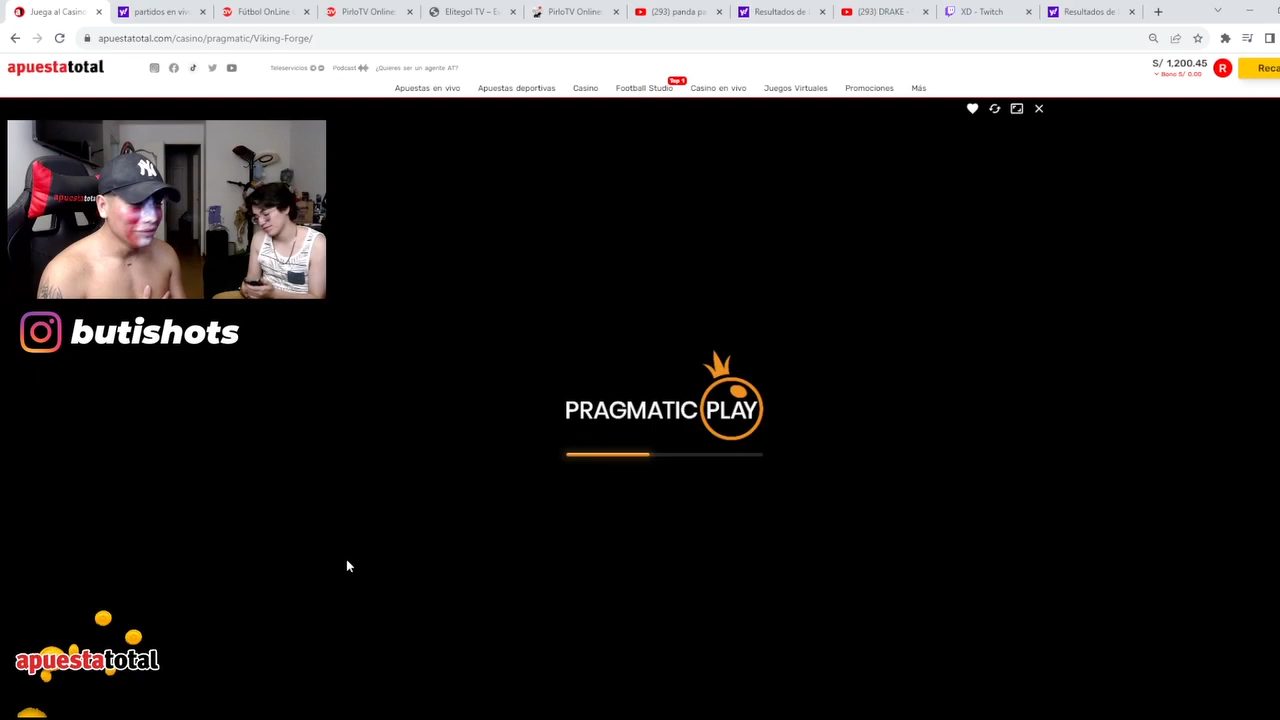 Juega al Casino
partidos en viv
Fútbol OnLine
PirloTV Online
Elitegol TV – E
PirloTV Online
(293) panda pa
Resultados de
(293) DRAKE -
XD - Twitch
Resultados de
apuestatotal.com/casino/pragmatic/Viking-Forge/
apuestatotal
Teleservicios
Podcast
¿Quieres ser un agente AT?
S/ 1,200.45
Bono S/ 0.00
R
Reca
Top 1
Apuestas en vivo
Apuestas deportivas
Casino
Football Studio
Casino en vivo
Juegos Virtuales
Promociones
Más
apuestatotal
butishots
PRAGMATIC PLAY
apuestatotal